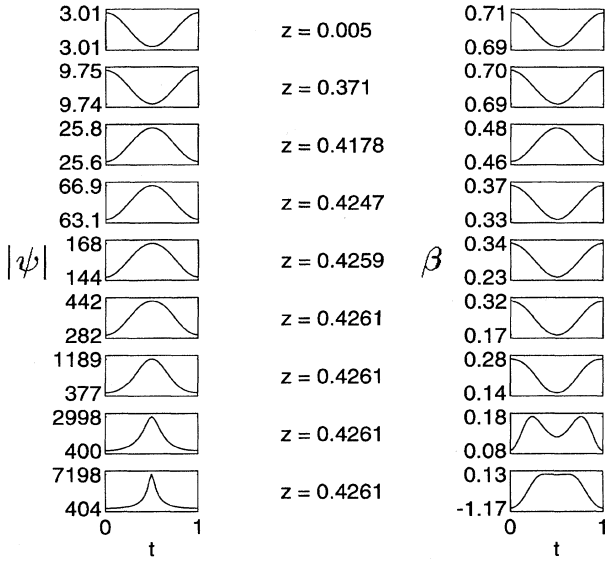 3.01 z = 0.005 0.71
3.01 0.69
9.75 z = 0.371 0.70
9.74 0.69
25.8 z = 0.4178 0.48
25.6 0.46
66.9 z = 0.4247 0.37
63.1 0.33
168 z = 0.4259 0.34
|ψ| β
144 0.23
442 z = 0.4261 0.32
282 0.17
1189 z = 0.4261 0.28
377 0.14
2998 z = 0.4261 0.18
400 0.08
7198 z = 0.4261 0.13
404 -1.17
0 1 0 1
t t